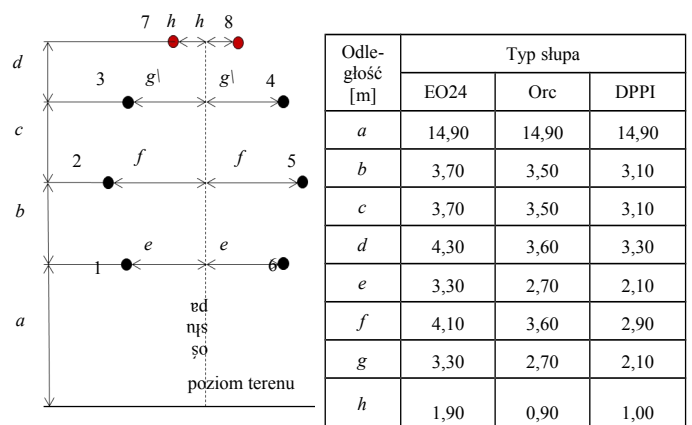 7 h h 8
d
3 g\ g\ 4
c
2 f f 5
b
e e
1 6
a
oś słu pa
poziom terenu
Odle-
głość
[m]
Typ słupa
EO24 Orc DPPI
a 14,90 14,90 14,90
b 3,70 3,50 3,10
c 3,70 3,50 3,10
d 4,30 3,60 3,30
e 3,30 2,70 2,10
f 4,10 3,60 2,90
g 3,30 2,70 2,10
h 1,90 0,90 1,00